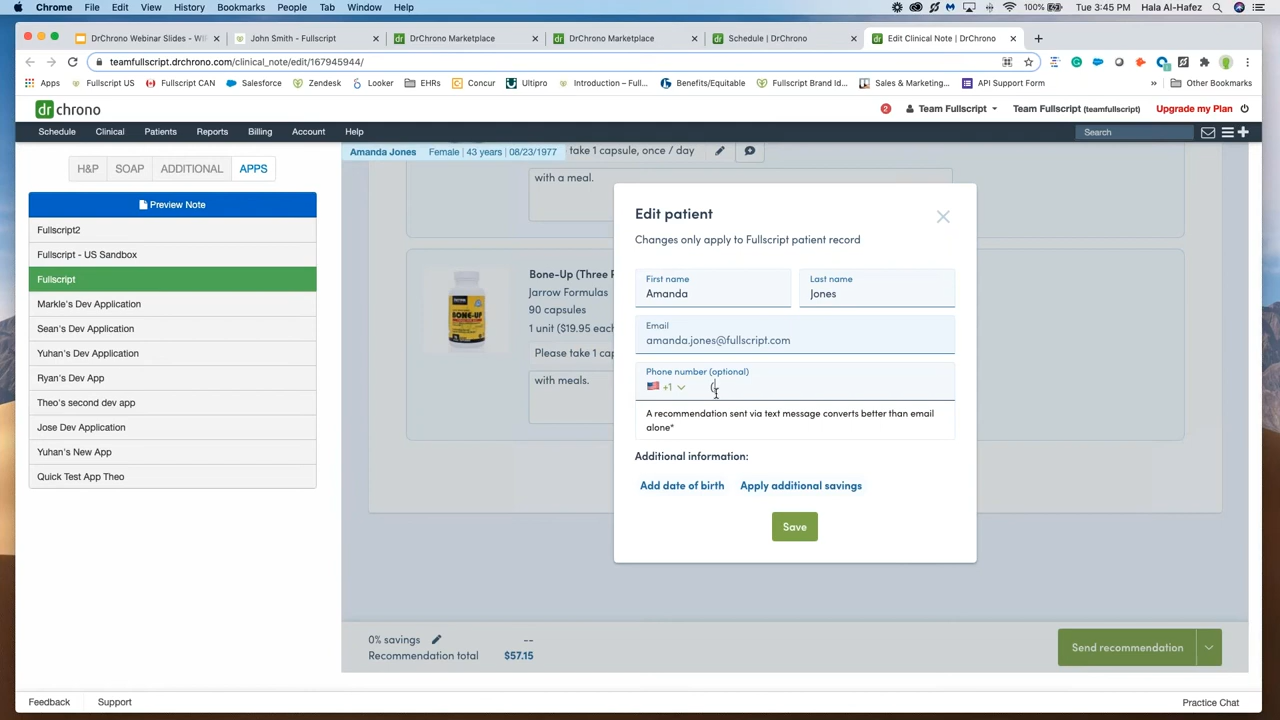 Chrome File Edit View History Bookmarks People Tab Window Help 100% Tue 3:45 PM Hala Al-Hafez
DrChrono Webinar Slides - WI John Smith - Fullscript DrChrono Marketplace DrChrono Marketplace Schedule | DrChrono Edit Clinical Note | DrChrono
teamfullscript.drchrono.com/clinical_note/edit/167945944/
Apps Fullscript US Fullscript CAN Salesforce Zendesk Looker EHRs Concur Ultipro Introduction – Full... Benefits/Equitable Fullscript Brand Id... Sales & Marketing... API Support Form » Other Bookmarks
dr chrono 2 Team Fullscript Team Fullscript (teamfullscript) Upgrade my Plan
Schedule Clinical Patients Reports Billing Account Help Search
Amanda Jones Female | 43 years | 08/23/1977 take 1 capsule, once / day
H&P SOAP ADDITIONAL APPS
with a meal.
Preview Note
Fullscript2
Fullscript - US Sandbox
Fullscript
Markle's Dev Application
Sean's Dev Application
Yuhan's Dev Application
Ryan's Dev App
Theo's second dev app
Jose Dev Application
Yuhan's New App
Quick Test App Theo
Bone-Up (Three
Jarrow Formulas
90 capsules
1 unit ($19.95 each
Please take 1 cap
with meals.
BONE-UP
Edit patient
Changes only apply to Fullscript patient record
First name Last name
Amanda Jones
Email
amanda.jones@fullscript.com
Phone number (optional)
+1 (
A recommendation sent via text message converts better than email
alone*
Additional information:
Add date of birth Apply additional savings
Save
0% savings --
Recommendation total $57.15
Send recommendation
Feedback Support Practice Chat